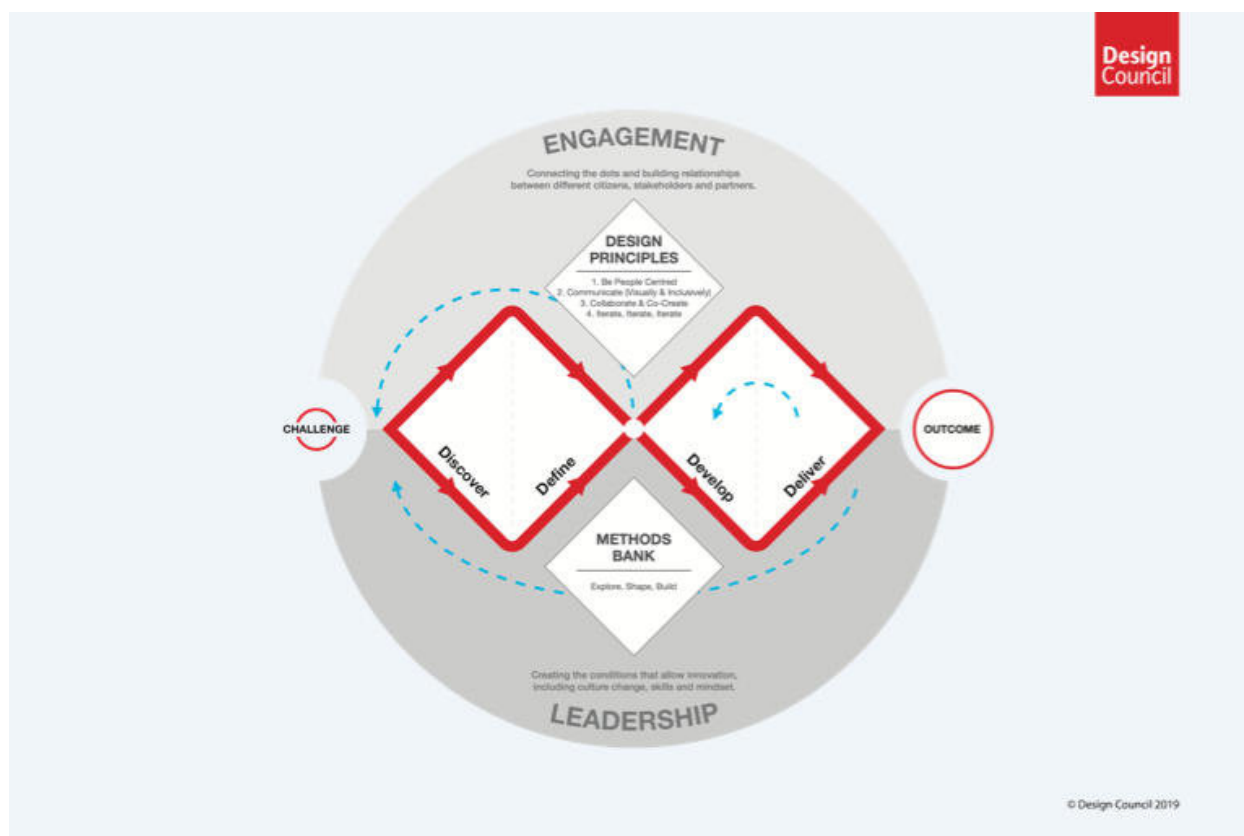 Design
Council
ENGAGEMENT
Connecting the dots and building relationships
between different citizens, stakeholders and partners.
DESIGN
PRINCIPLES
1. Be People Centred
2. Communicate (Visually & Inclusively)
3. Collaborate & Co-Create
4. Iterate, Iterate, Iterate
CHALLENGE
OUTCOME
Discover
Define
Develop
Deliver
METHODS
BANK
Explore, Shape, Build
Creating the conditions that allow innovation,
including culture change, skills and mindset.
LEADERSHIP
© Design Council 2019